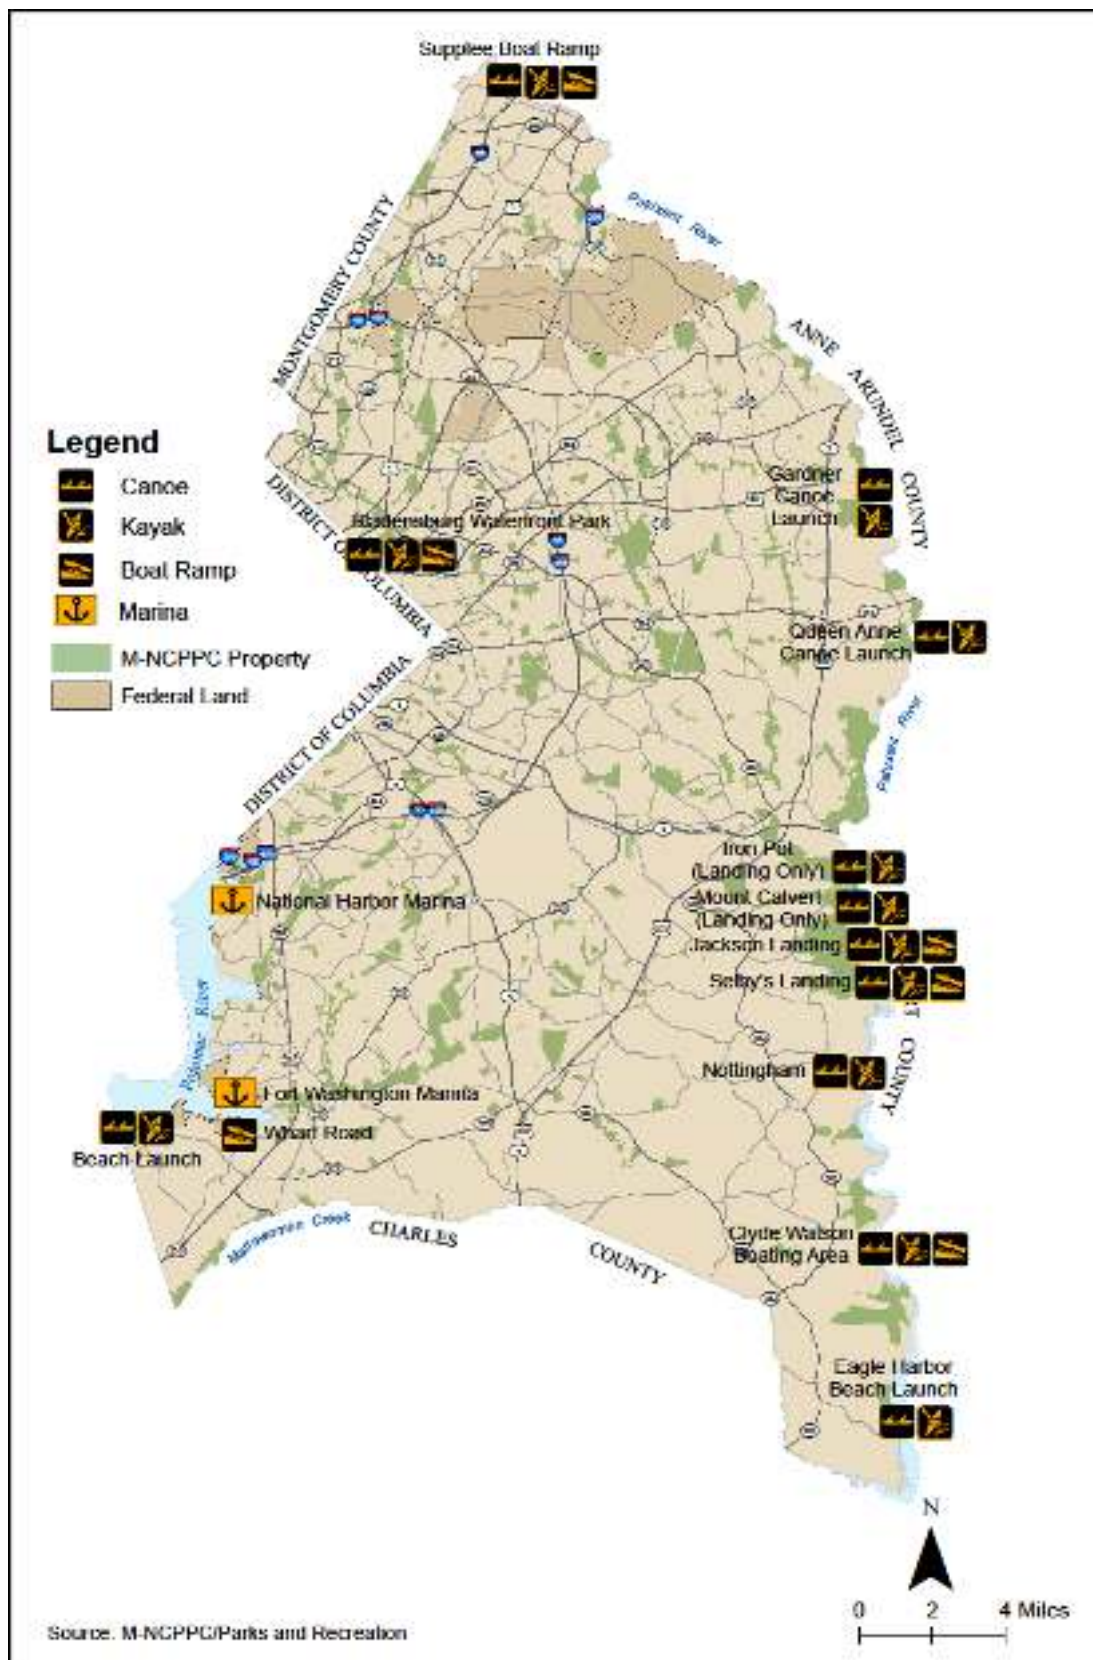 Supplee Boat Ramp
Patuxent River
MONTGOMERY COUNTY
ANNE ARUNDEL COUNTY
Legend
Canoe
Kayak
Boat Ramp
Marina
M-NCPPC Property
Federal Land
Gardner
Canoe
Launch
DISTRICT OF COLUMBIA
Bladensburg Waterfront Park
Queen Anne
Canoe Launch
DISTRICT OF COLUMBIA
Patuxent River
Iron Pot
(Landing Only)
National Harbor Marina
Mount Calvert
(Landing Only)
Jackson Landing
Selby's Landing
COUNTY
Potomac River
Nottingham
Fort Washington Marina
Wharf Road
Beach Launch
Mattawoman Creek
CHARLES COUNTY
Clyde Watson
Boating Area
Eagle Harbor
Beach Launch
N
0 2 4 Miles
Source: M-NCPPC/Parks and Recreation